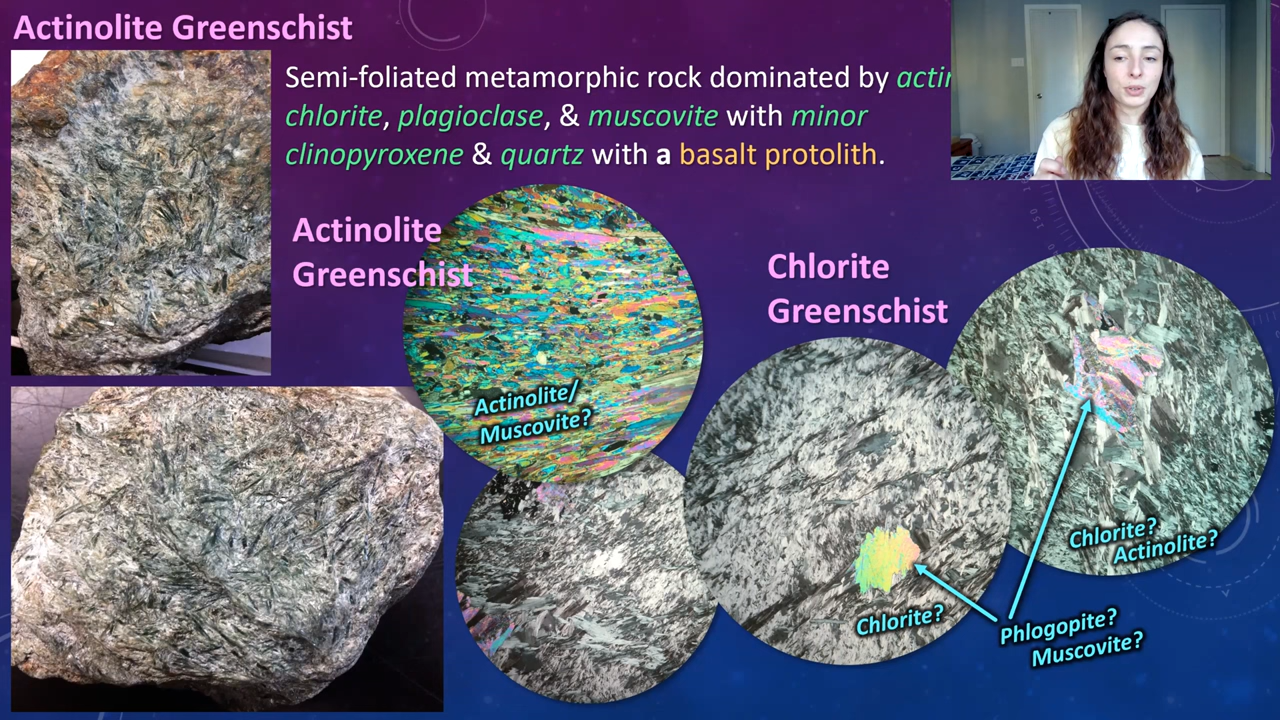 Actinolite Greenschist
Semi-foliated metamorphic rock dominated by
chlorite, plagioclase, & muscovite with minor
clinopyroxene & quartz with a basalt protolith.
Actinolite
Greenschist
Chlorite
Greenschist
Actinolite/
Muscovite?
Chlorite?
Actinolite?
Chlorite?
Phlogopite?
Muscovite?